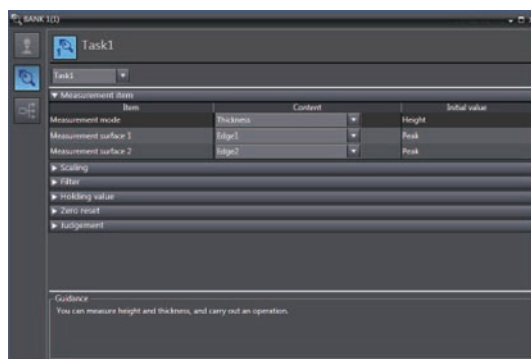 BANK 1(1)
Task1
Task1
▼ Measurement item
Item Content Initial value
Measurement mode Thickness Height
Measurement surface 1 Edge1 Peak
Measurement surface 2 Edge2 Peak
▶ Scaling
▶ Filter
▶ Holding value
▶ Zero reset
▶ Judgement
Guidance
You can measure height and thickness, and carry out an operation.